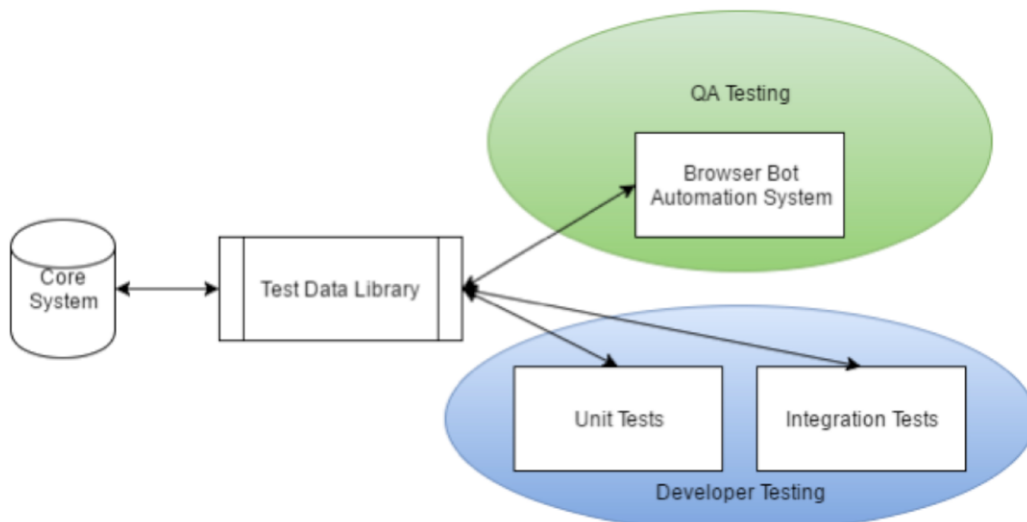 QA Testing
Browser Bot
Automation System
Core
System
Test Data Library
Unit Tests
Integration Tests
Developer Testing